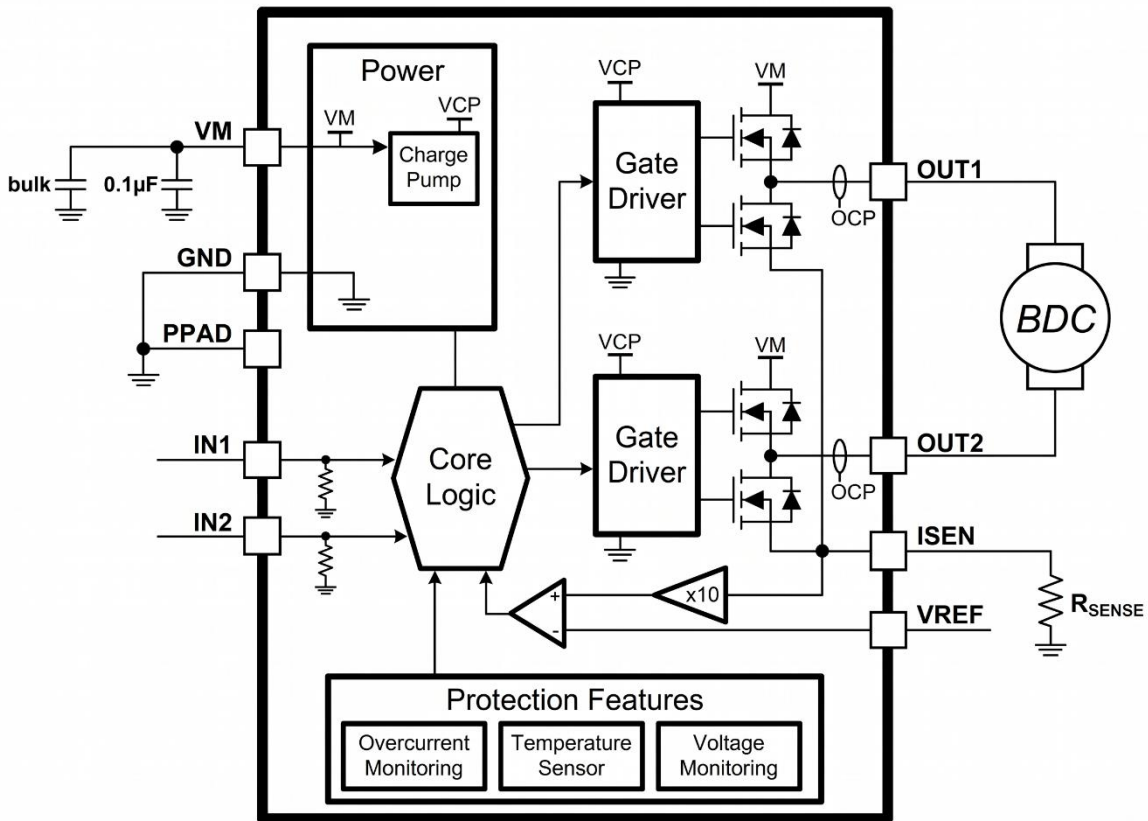 Power
VM
VCP
Charge
Pump
VM
bulk
0.1µF
GND
PPAD
IN1
IN2
Core
Logic
VCP
Gate
Driver
VM
OCP
OUT1
BDC
VCP
Gate
Driver
VM
OCP
OUT2
ISEN
x10
+
-
VREF
RSENSE
Protection Features
Overcurrent
Monitoring
Temperature
Sensor
Voltage
Monitoring